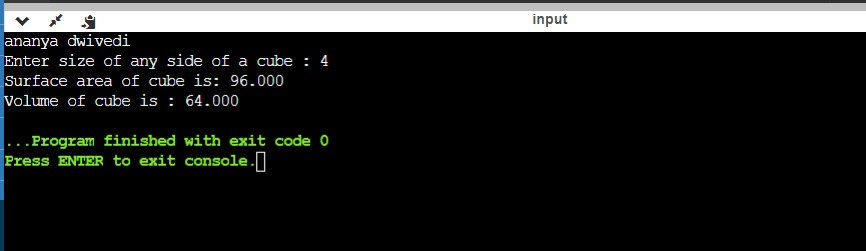 input
ananya dwivedi
Enter size of any side of a cube : 4
Surface area of cube is: 96.000
Volume of cube is : 64.000
...Program finished with exit code 0
Press ENTER to exit console.